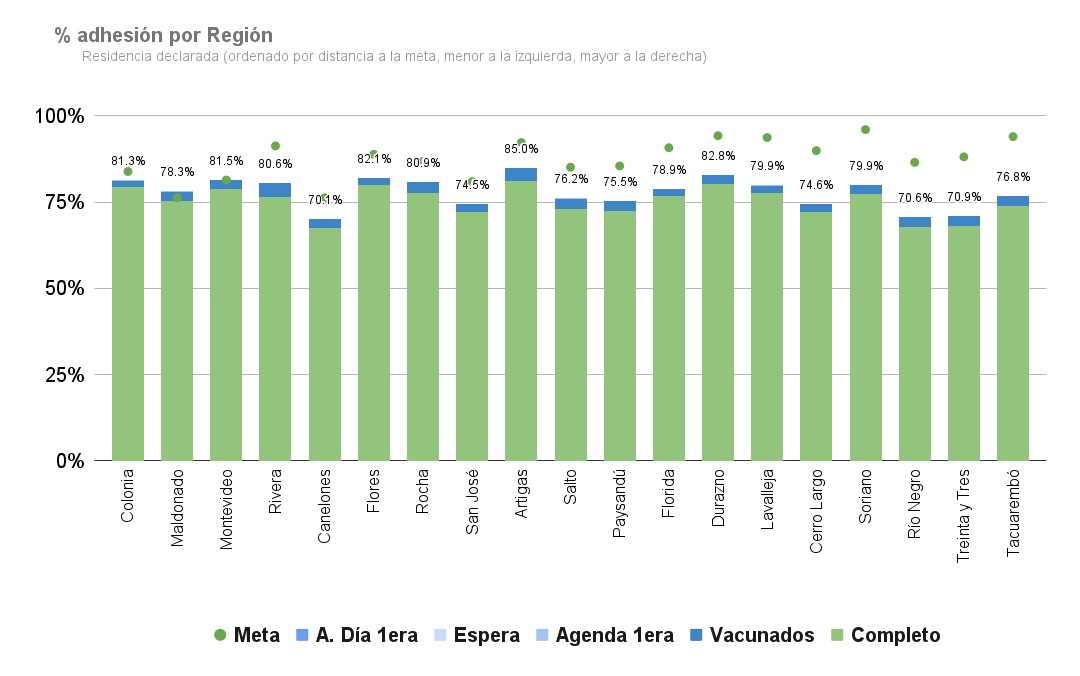 % adhesión por Región
Residencia declarada (ordenado por distancia a la meta, menor a la izquierda, mayor a la derecha)
100%
75%
50%
25%
0%
81.3%
78.3%
81.5%
80.6%
70.1%
82.1%
80.9%
74.5%
85.0%
76.2%
75.5%
78.9%
82.8%
79.9%
74.6%
79.9%
70.6%
70.9%
76.8%
Colonia
Maldonado
Montevideo
Rivera
Canelones
Flores
Rocha
San José
Artigas
Salto
Paysandú
Florida
Durazno
Lavalleja
Cerro Largo
Soriano
Río Negro
Treinta y Tres
Tacuarembó
Meta
A. Día 1era
Espera
Agenda 1era
Vacunados
Completo